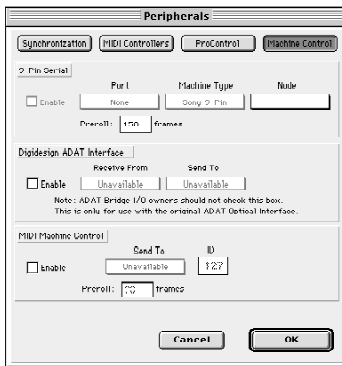 Peripherals
Synchronization MIDI Controllers ProControl Machine Control
9 Pin Serial
Port Machine Type Node
Enable None Sony 9 Pin
Preroll: 150 frames
Digidesign ADAT Interface
Receive From Send To
Enable Unavailable Unavailable
Note: ADAT Bridge I/O owners should not check this box.
This is only for use with the original ADAT Optical Interface.
MIDI Machine Control
Send To ID
Enable Unavailable 127
Preroll: frames
Cancel OK